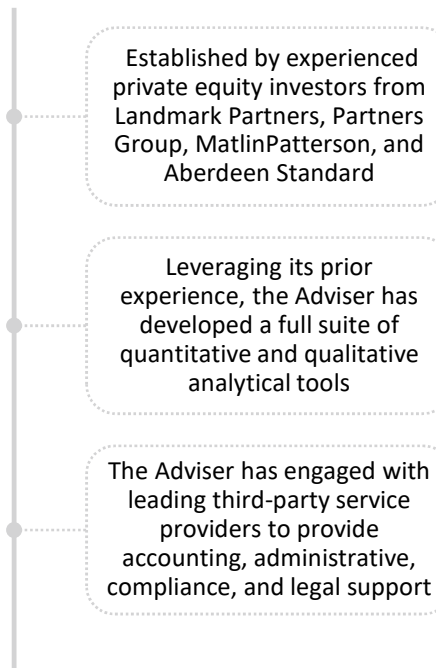 Established by experienced
private equity investors from
Landmark Partners, Partners
Group, MatlinPatterson, and
Aberdeen Standard
Leveraging its prior
experience, the Adviser has
developed a full suite of
quantitative and qualitative
analytical tools
The Adviser has engaged with
leading third-party service
providers to provide
accounting, administrative,
compliance, and legal support